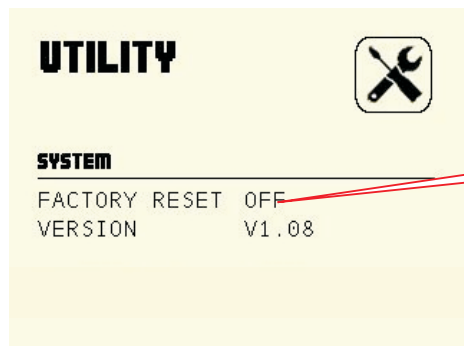 UTILITY
SYSTEM
FACTORY RESET OFF
VERSION V1.08